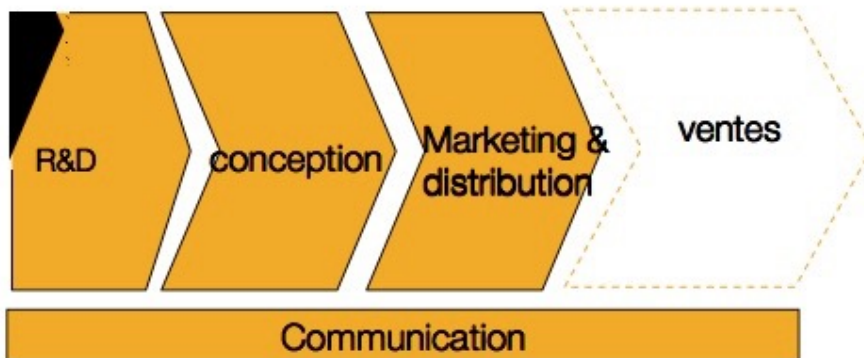 R&D
conception
Marketing &
distribution
ventes
Communication